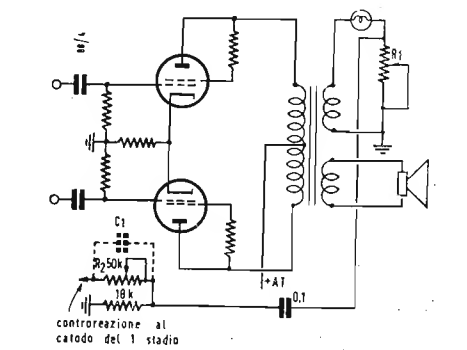 R1
C1
R2 50k
18k
+AT
0,1
controreazione al
catodo del 1 stadio